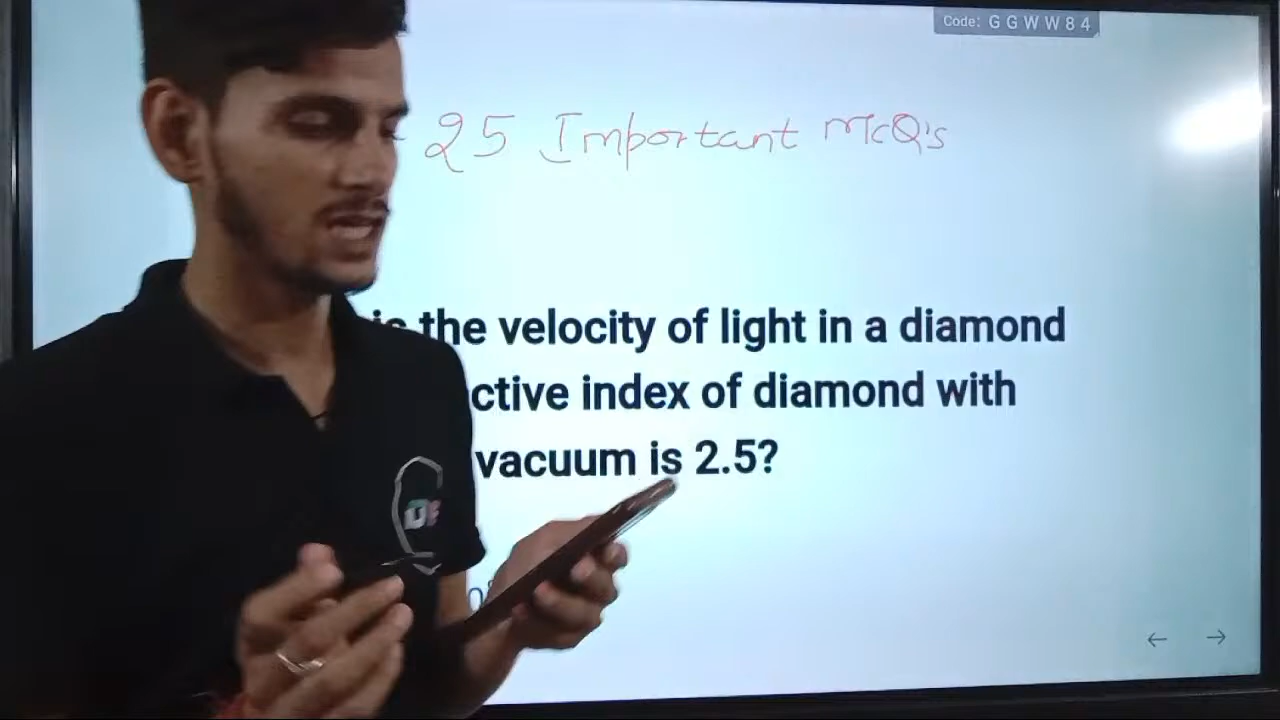 Code: G G W W 8 4
25 Important McQ's
is the velocity of light in a diamond
ctive index of diamond with
vacuum is 2.5?